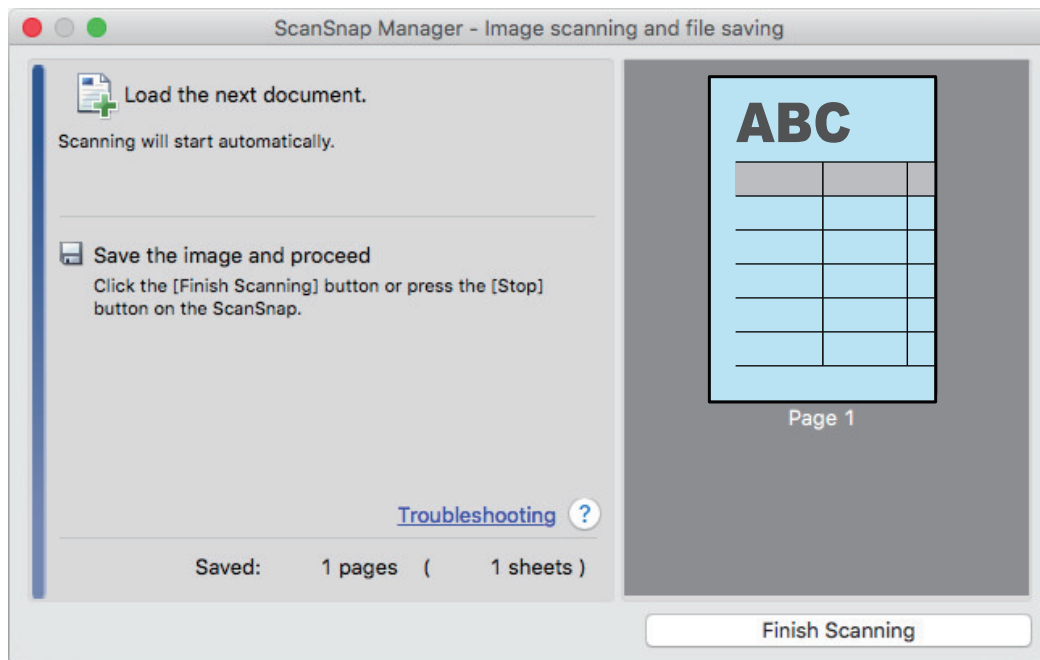 ScanSnap Manager - Image scanning and file saving
Load the next document.
Scanning will start automatically.
Save the image and proceed
Click the [Finish Scanning] button or press the [Stop]
button on the ScanSnap.
Troubleshooting ?
Saved: 1 pages ( 1 sheets )
ABC
Page 1
Finish Scanning